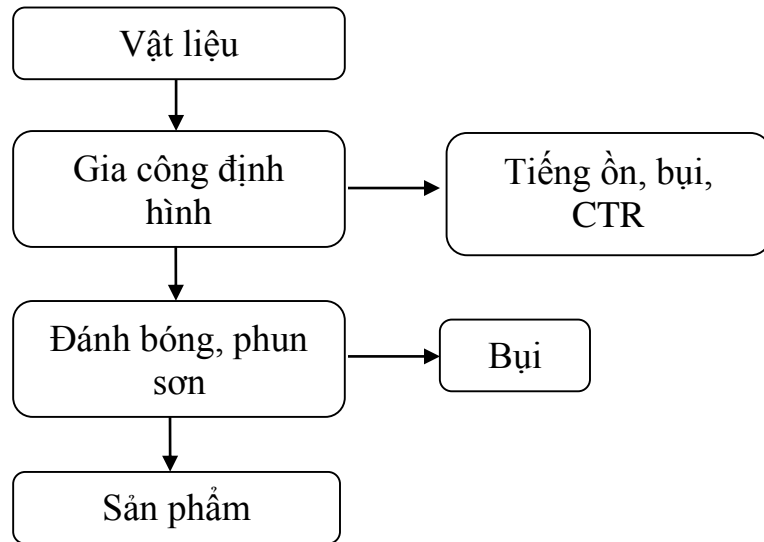 Vật liệu
Gia công định
hình
Tiếng ồn, bụi,
CTR
Đánh bóng, phun
sơn
Bụi
Sản phẩm